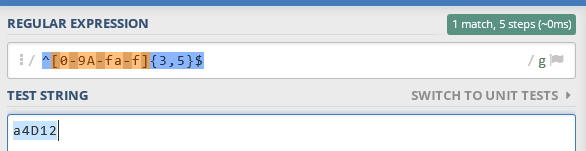 REGULAR EXPRESSION 1 match, 5 steps (~0ms)
/ ^[0-9A-fa-f]{3,5}$ / g
TEST STRING SWITCH TO UNIT TESTS
a4D12